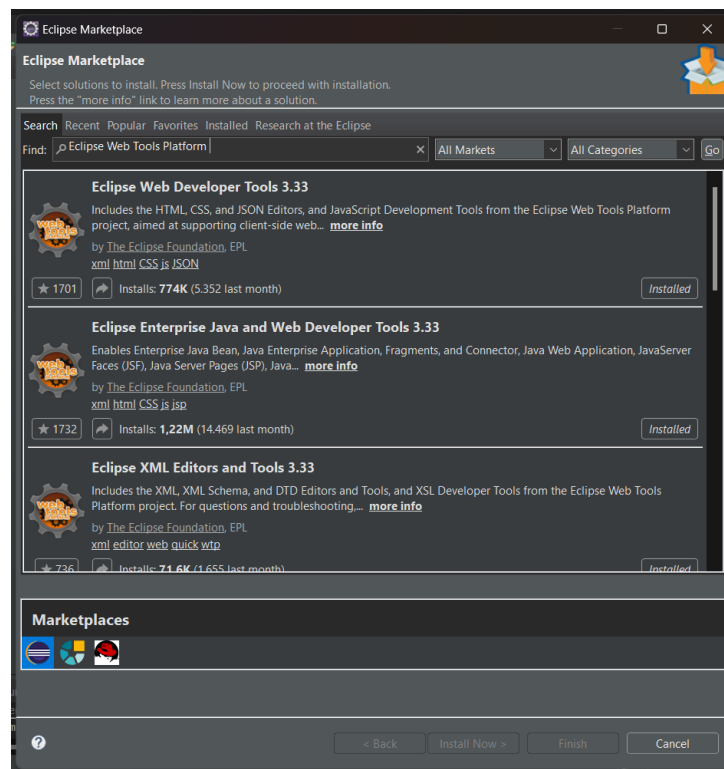 Eclipse Marketplace
Eclipse Marketplace
Select solutions to install. Press Install Now to proceed with installation.
Press the "more info" link to learn more about a solution.
Search Recent Popular Favorites Installed Research at the Eclipse
Find: Eclipse Web Tools Platform All Markets All Categories Go
Eclipse Web Developer Tools 3.33
Includes the HTML, CSS, and JSON Editors, and JavaScript Development Tools from the Eclipse Web Tools Platform
project, aimed at supporting client-side web... more info
by The Eclipse Foundation, EPL
xml html CSS js JSON
1701 Installs: 774K (5.352 last month) Installed
Eclipse Enterprise Java and Web Developer Tools 3.33
Enables Enterprise Java Bean, Java Enterprise Application, Fragments, and Connector, Java Web Application, JavaServer
Faces (JSF), Java Server Pages (JSP), Java... more info
by The Eclipse Foundation, EPL
xml html CSS js jsp
1732 Installs: 1,22M (14.469 last month) Installed
Eclipse XML Editors and Tools 3.33
Includes the XML, XML Schema, and DTD Editors and Tools, and XSL Developer Tools from the Eclipse Web Tools
Platform project. For questions and troubleshooting,... more info
by The Eclipse Foundation, EPL
xml editor web quick wtp
736 Installs: 71,6K (1.655 last month) Installed
Marketplaces
< Back Install Now > Finish Cancel